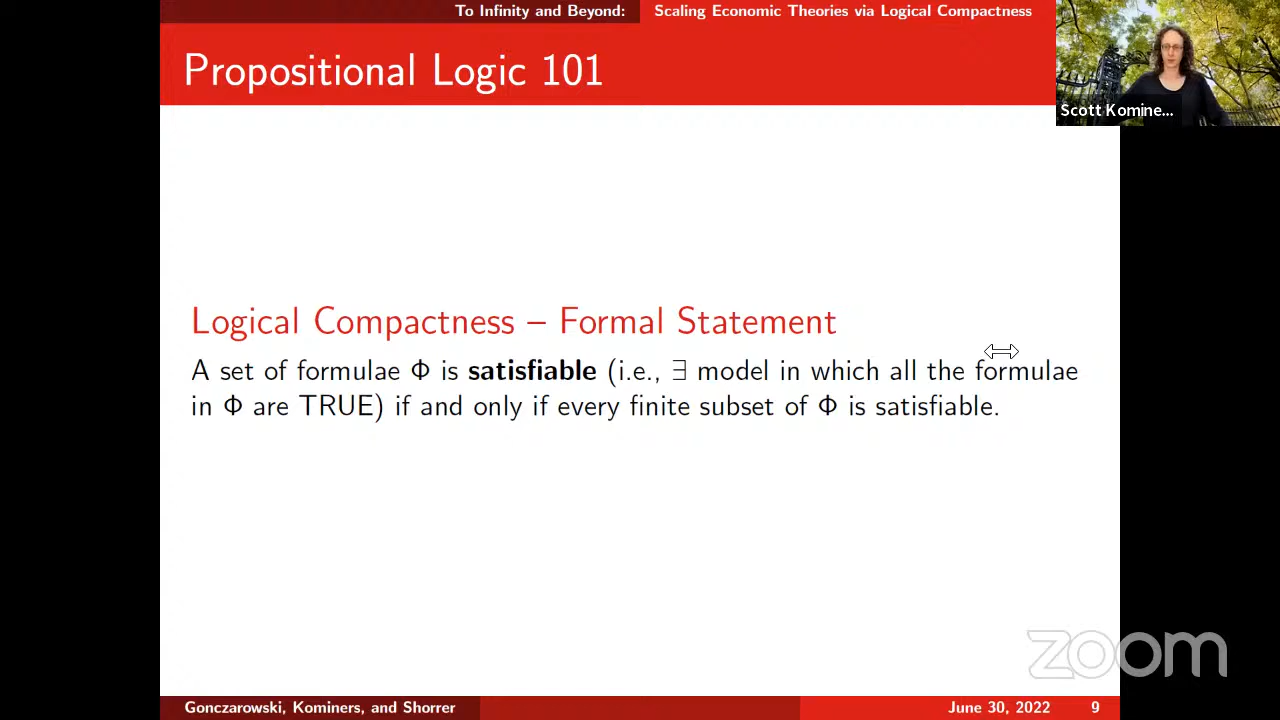 To Infinity and Beyond: Scaling Economic Theories via Logical Compactness
Propositional Logic 101
Scott Komine...
Logical Compactness – Formal Statement
A set of formulae Φ is satisfiable (i.e., ∃ model in which all the formulae
in Φ are TRUE) if and only if every finite subset of Φ is satisfiable.
zoom
Gonczarowski, Kominers, and Shorrer June 30, 2022 9